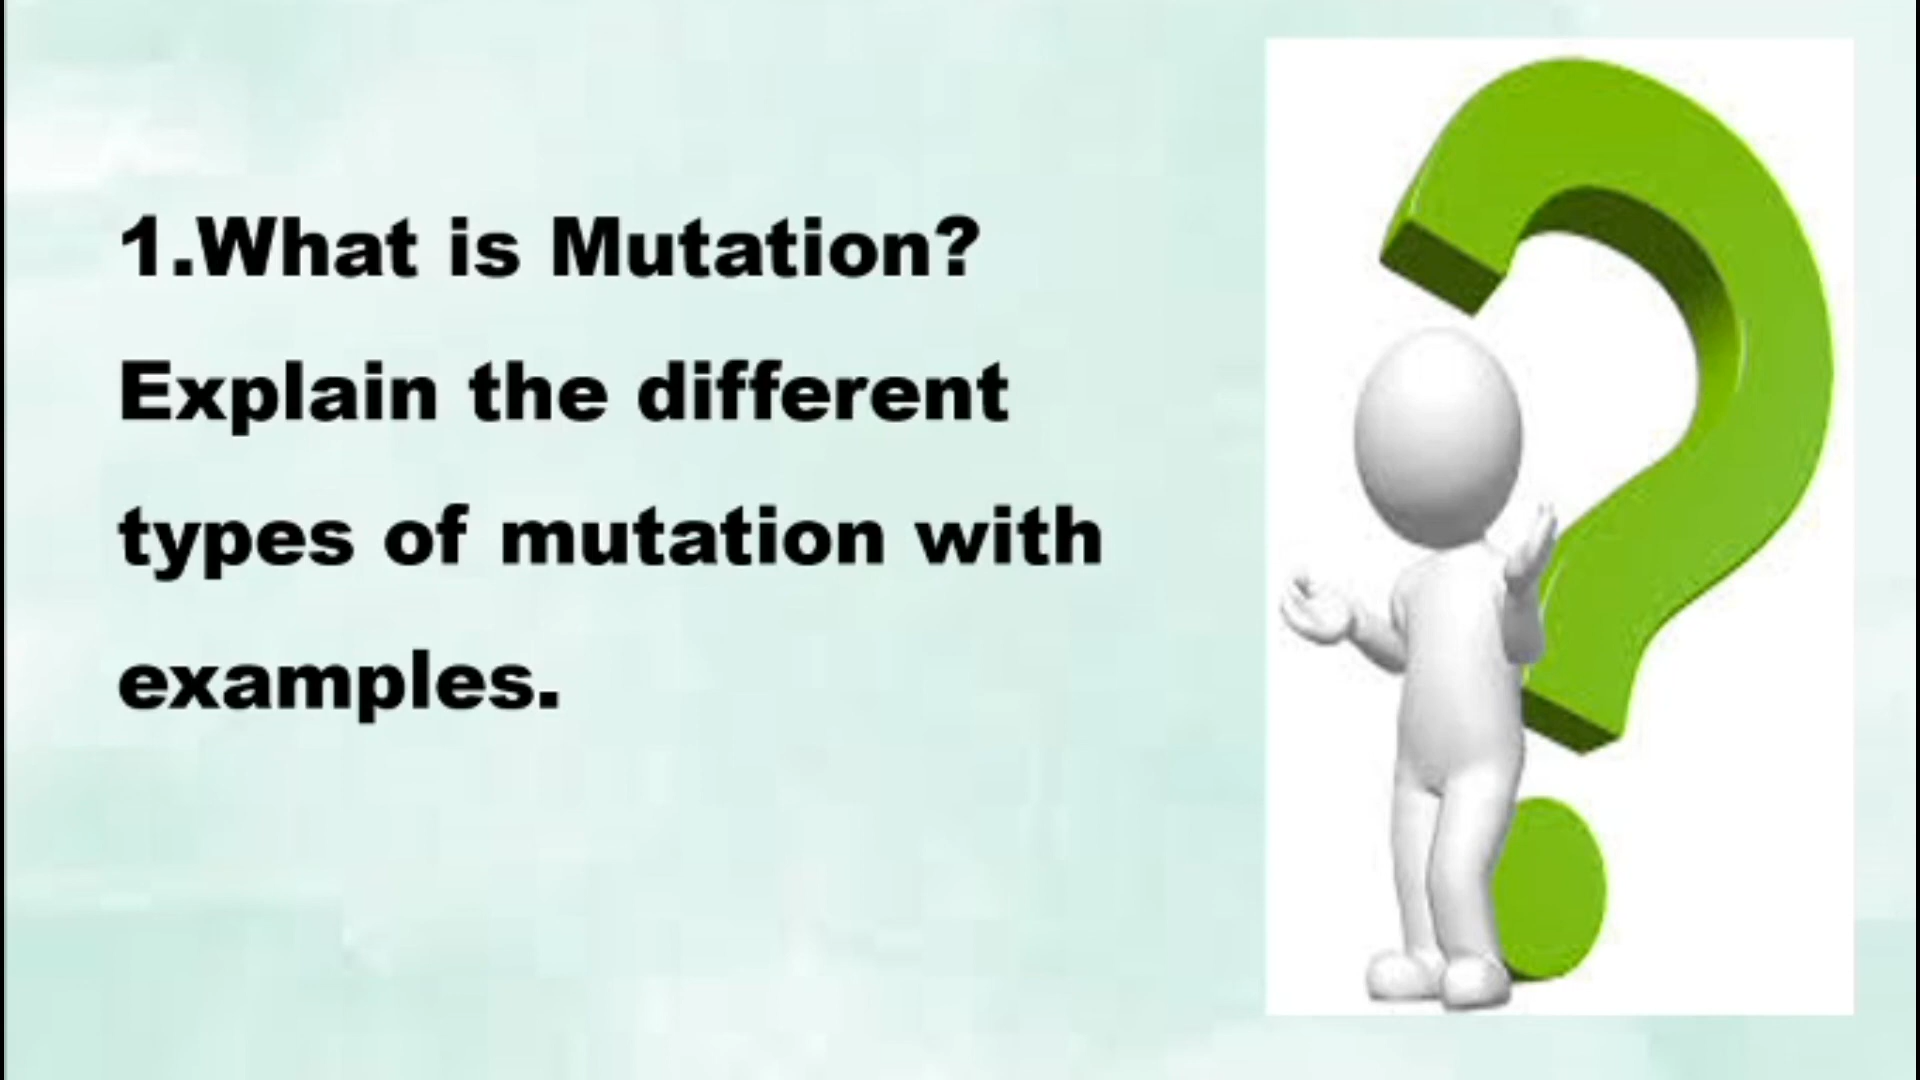 1.What is Mutation?
Explain the different
types of mutation with
examples.